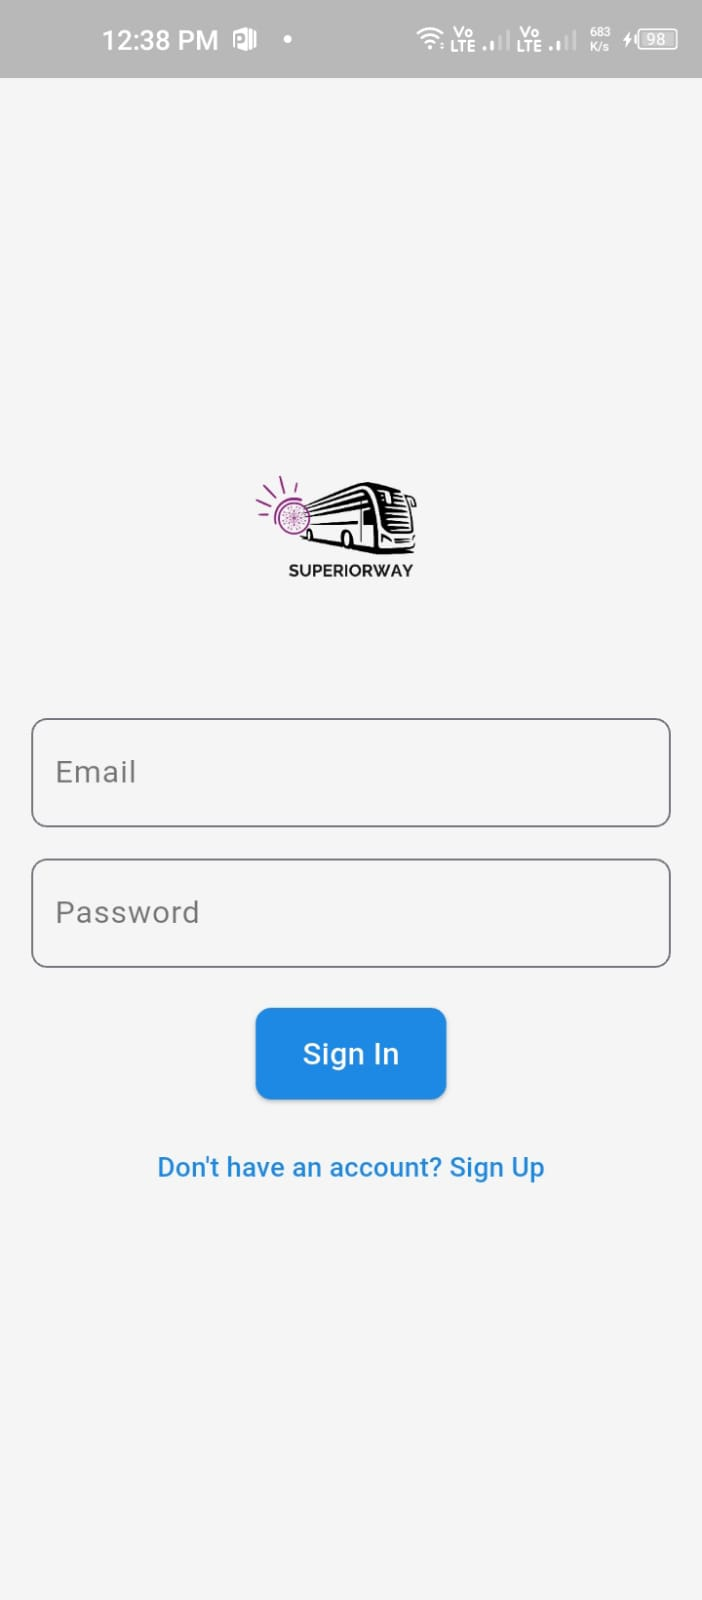 12:38 PM
Vo LTE Vo LTE 683 K/s 98
SUPERIORWAY
Email
Password
Sign In
Don't have an account? Sign Up